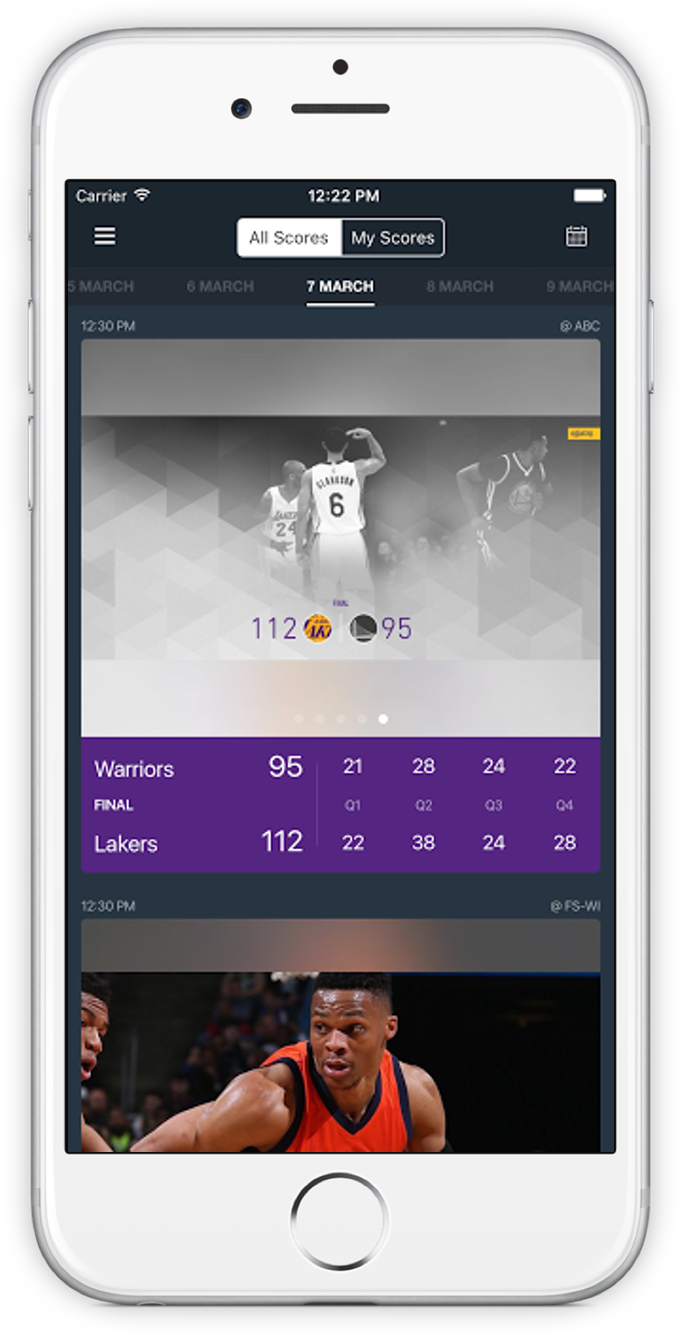 Carrier 12:22 PM
All Scores My Scores
5 MARCH 6 MARCH 7 MARCH 8 MARCH 9 MARCH
12:30 PM @ ABC
CLARKSON
6
LAKERS
24
FINAL
112 95
Warriors 95 21 28 24 22
FINAL Q1 Q2 Q3 Q4
Lakers 112 22 38 24 28
12:30 PM @ FS-WI